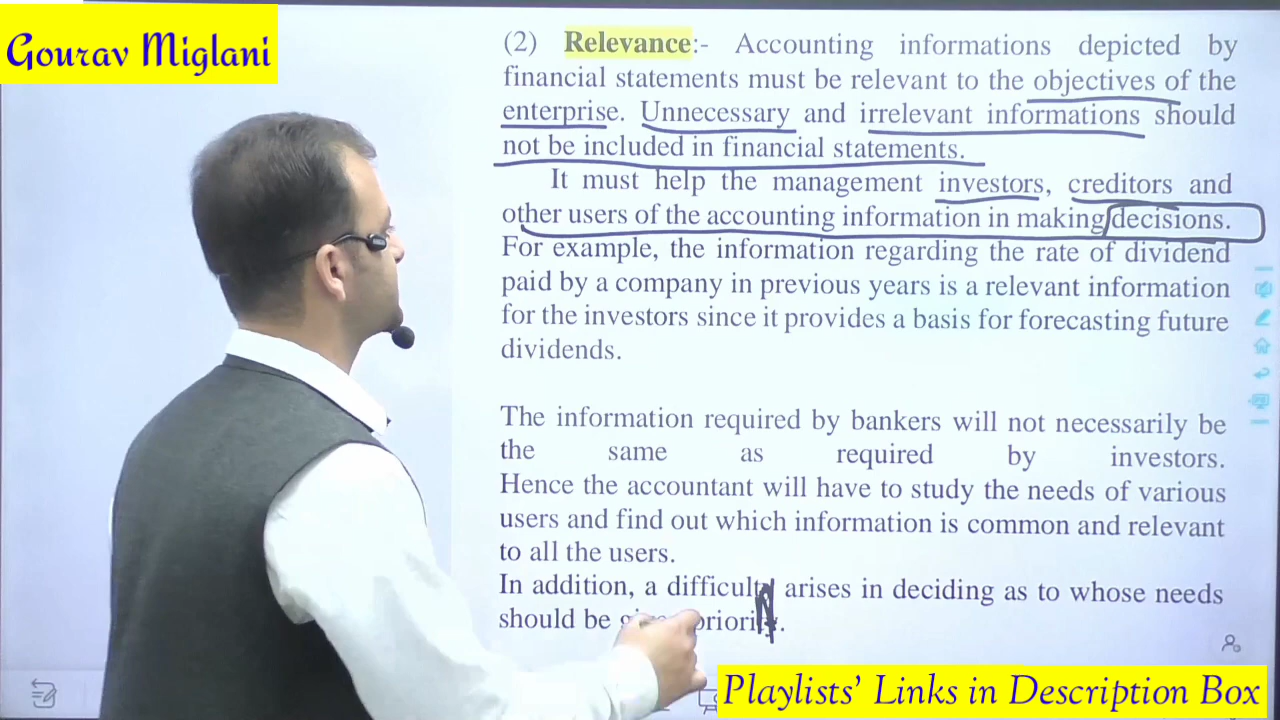 Gourav Miglani
(2) Relevance:- Accounting informations depicted by
financial statements must be relevant to the objectives of the
enterprise. Unnecessary and irrelevant informations should
not be included in financial statements.
It must help the management investors, creditors and
other users of the accounting information in making decisions.
For example, the information regarding the rate of dividend
paid by a company in previous years is a relevant information
for the investors since it provides a basis for forecasting future
dividends.
The information required by bankers will not necessarily be
the same as required by investors.
Hence the accountant will have to study the needs of various
users and find out which information is common and relevant
to all the users.
In addition, a difficulty arises in deciding as to whose needs
should be priority.
Playlists' Links in Description Box